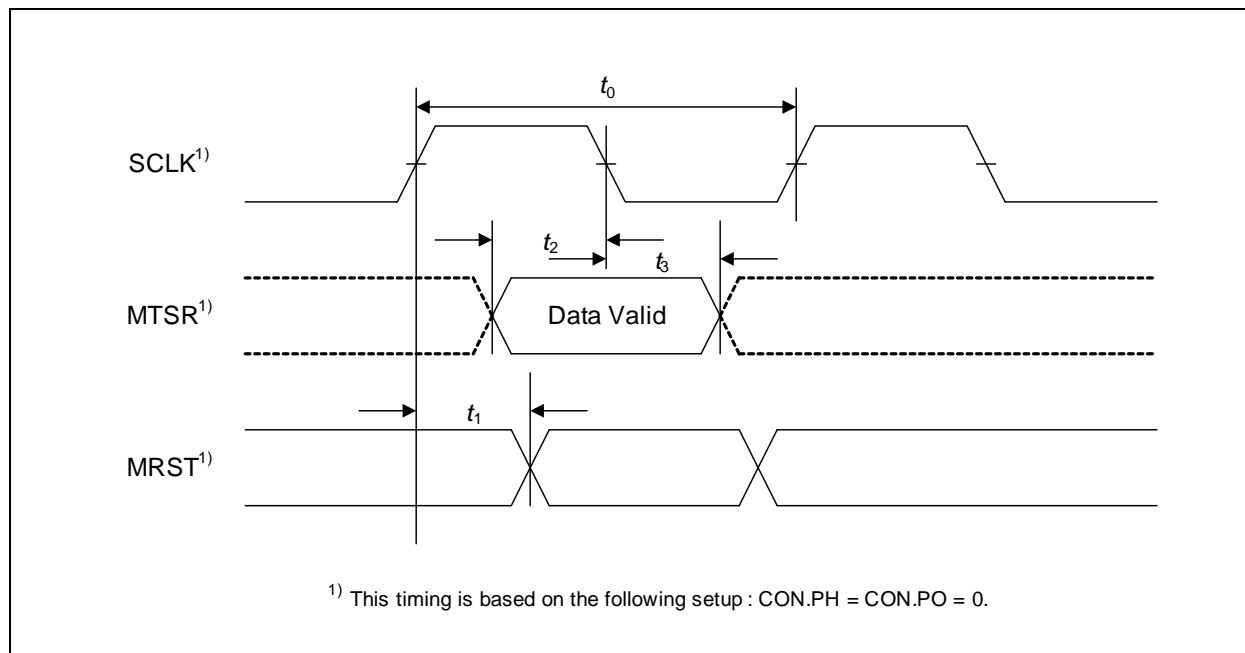 t0
SCLK1)
t2
t3
MTSR1)
Data Valid
t1
MRST1)
1) This timing is based on the following setup : CON.PH = CON.PO = 0.